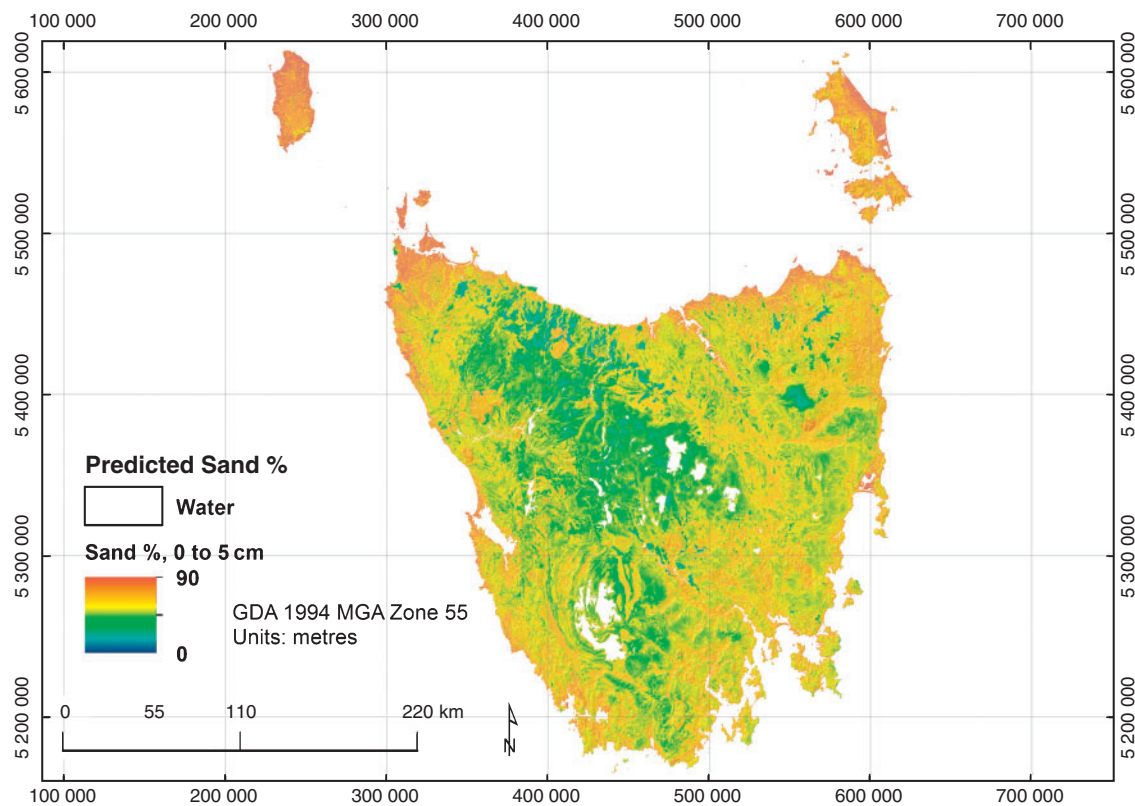 100 000 200 000 300 000 400 000 500 000 600 000 700 000
5 600 000
5 600 000
5 500 000
5 500 000
5 400 000
5 400 000
5 300 000
5 300 000
5 200 000
5 200 000
Predicted Sand %
Water
Sand %, 0 to 5 cm
90
0
GDA 1994 MGA Zone 55
Units: metres
0 55 110 220 km
N
100 000 200 000 300 000 400 000 500 000 600 000 700 000